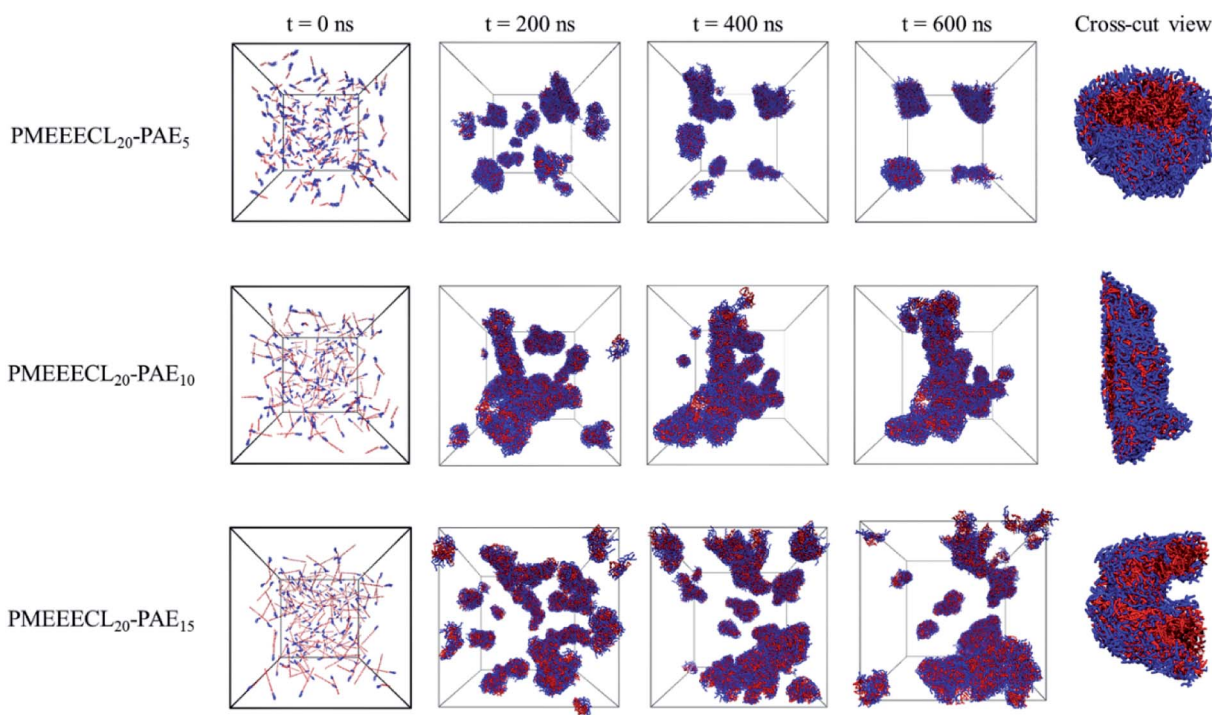 t = 0 ns t = 200 ns t = 400 ns t = 600 ns Cross-cut view
PMEEECL₂₀-PAE₅
PMEEECL₂₀-PAE₁₀
PMEEECL₂₀-PAE₁₅